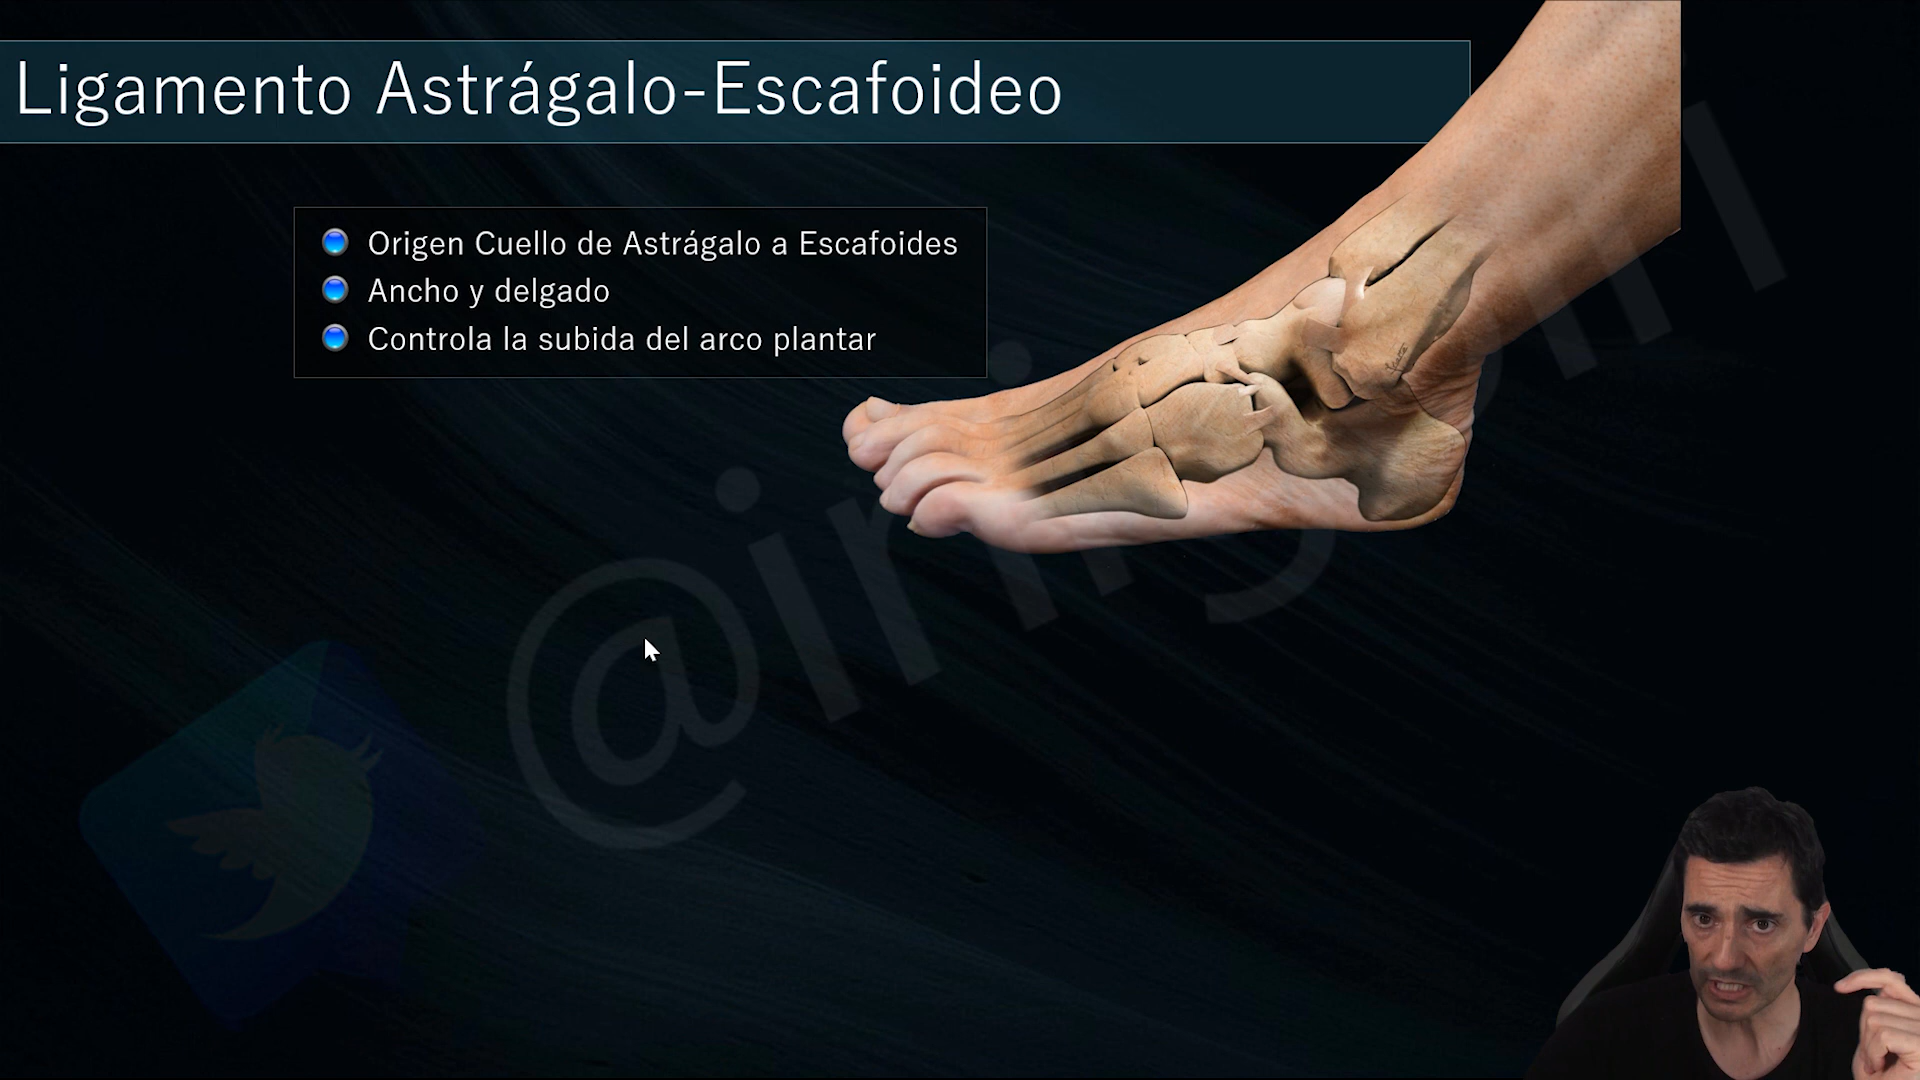 Ligamento Astrágalo-Escafoideo
Origen Cuello de Astrágalo a Escafoides
Ancho y delgado
Controla la subida del arco plantar